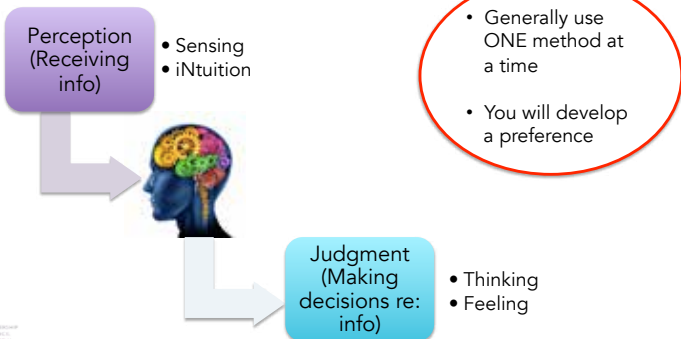 Perception
(Receiving
info)
• Sensing
• iNtuition
• Generally use
ONE method at
a time
• You will develop
a preference
Judgment
(Making
decisions re:
info)
• Thinking
• Feeling